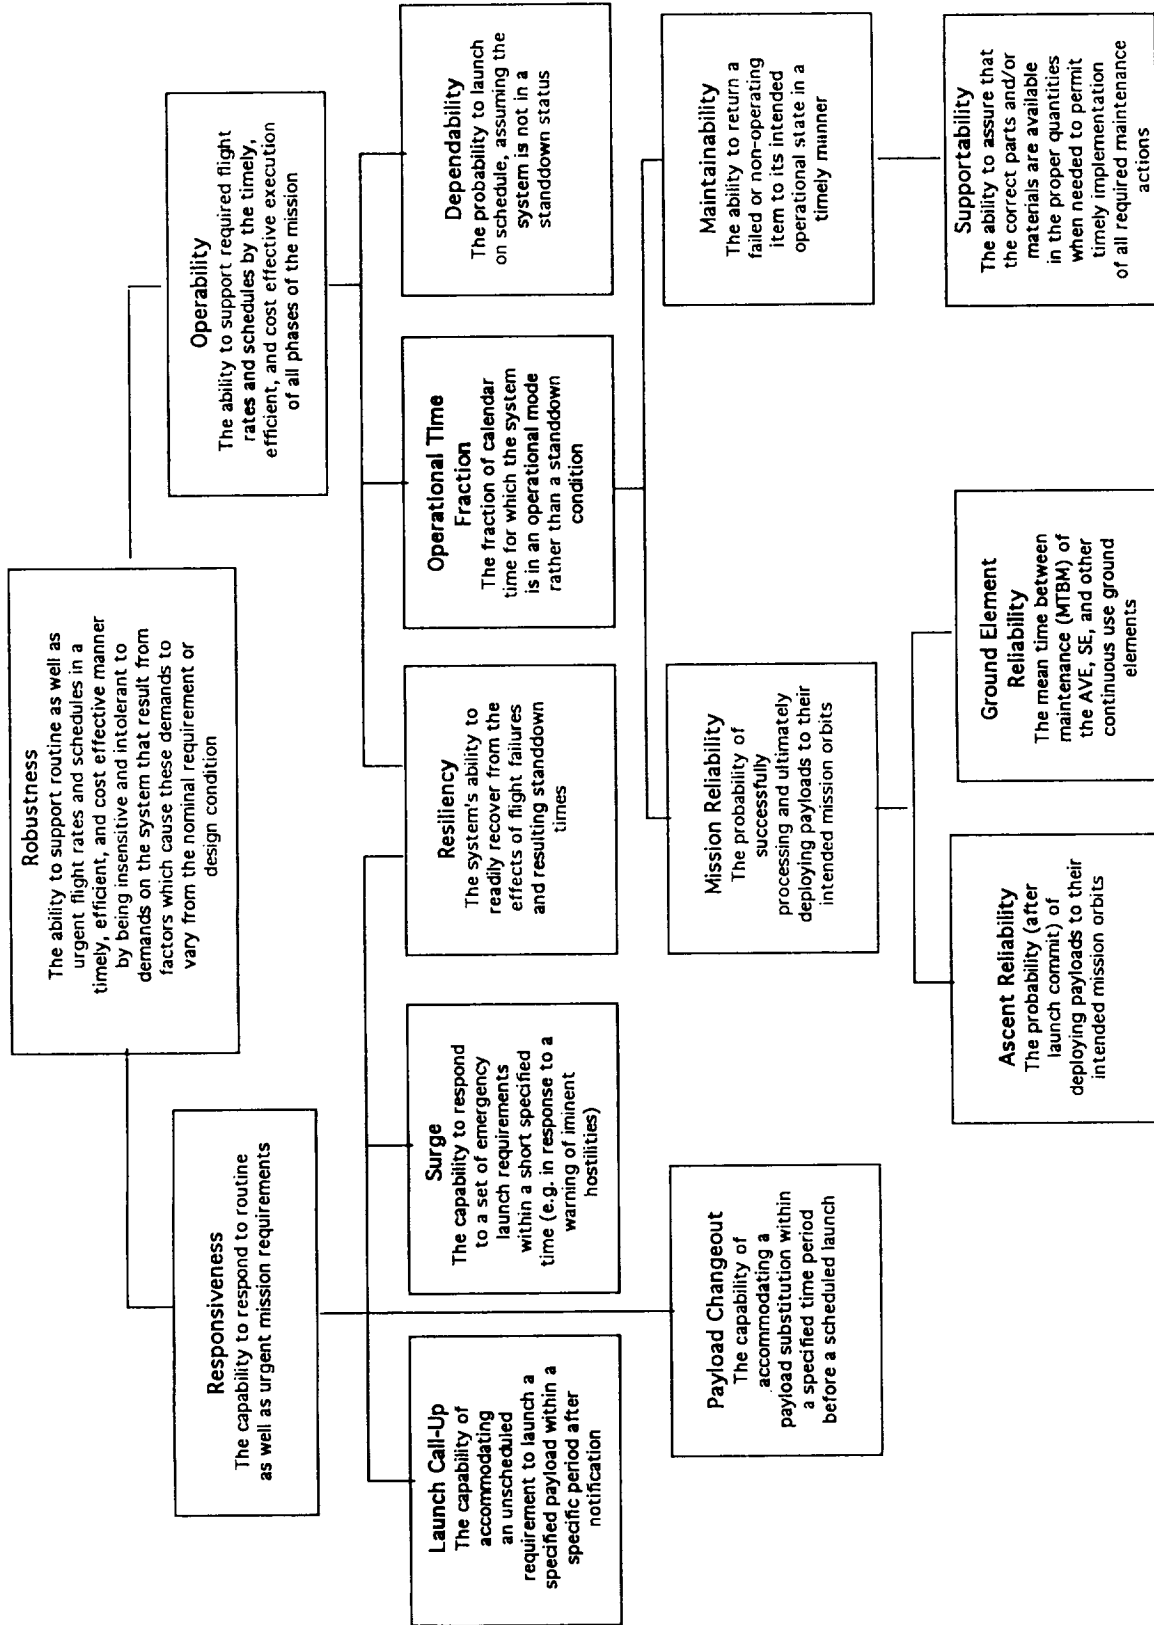 Robustness
The ability to support routine as well as
urgent flight rates and schedules in a
timely, efficient, and cost effective manner
by being insensitive and intolerant to
demands on the system that result from
factors which cause these demands to
vary from the nominal requirement or
design condition
Responsiveness
The capability to respond to routine
as well as urgent mission requirements
Operability
The ability to support required flight
rates and schedules by the timely,
efficient, and cost effective execution
of all phases of the mission
Launch Call-Up
The capability of
accommodating
an unscheduled
requirement to launch a
specified payload within a
specific period after
notification
Surge
The capability to respond
to a set of emergency
launch requirements
within a short specified
time (e.g. in response to a
warning of iminent
hostilities)
Resiliency
The system's ability to
readily recover from the
effects of flight failures
and resulting standdown
times
Operational Time
Fraction
The fraction of calendar
time for which the system
is in an operational mode
rather than a standdown
condition
Dependability
The probability to launch
on schedule, assuming the
system is not in a
standdown status
Payload Changeout
The capability of
accommodating a
payload substitution within
a specified time period
before a scheduled launch
Mission Reliability
The probability of
successfully
processing and ultimately
deploying payloads to their
intended mission orbits
Maintainability
The ability to return a
failed or non-operating
item to its intended
operational state in a
timely manner
Ascent Reliability
The probability (after
launch commit) of
deploying payloads to their
intended mission orbits
Ground Element
Reliability
The mean time between
maintenance (MTBM) of
the AVE, SE, and other
continuous use ground
elements
Supportability
The ability to assure that
the correct parts and/or
materials are available
in the proper quantities
when needed to permit
timely implementation
of all required maintenance
actions